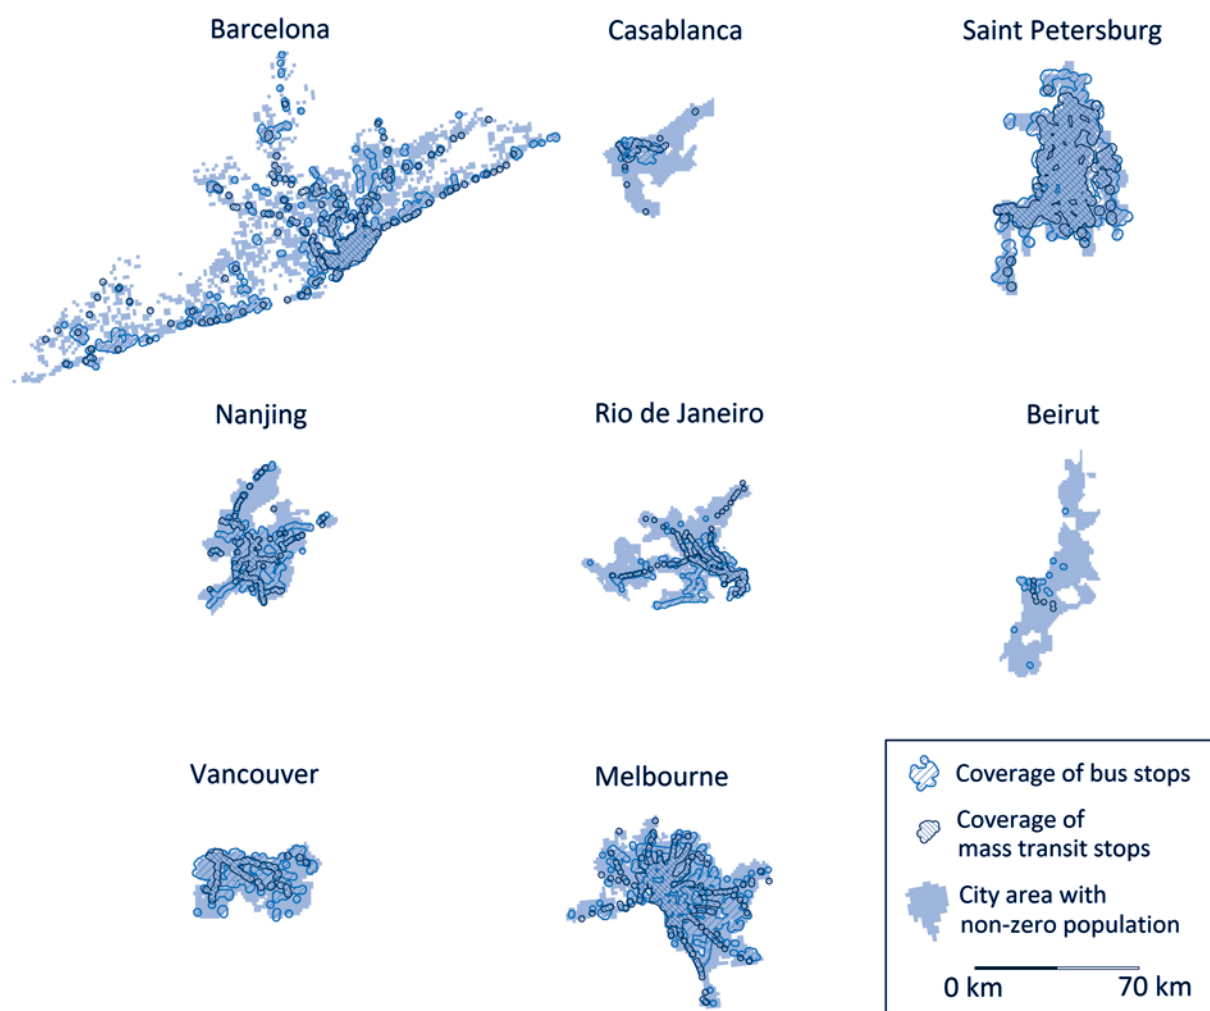 Barcelona
Casablanca
Saint Petersburg
Nanjing
Rio de Janeiro
Beirut
Vancouver
Melbourne
Coverage of bus stops
Coverage of
mass transit stops
City area with
non-zero population
0 km 70 km